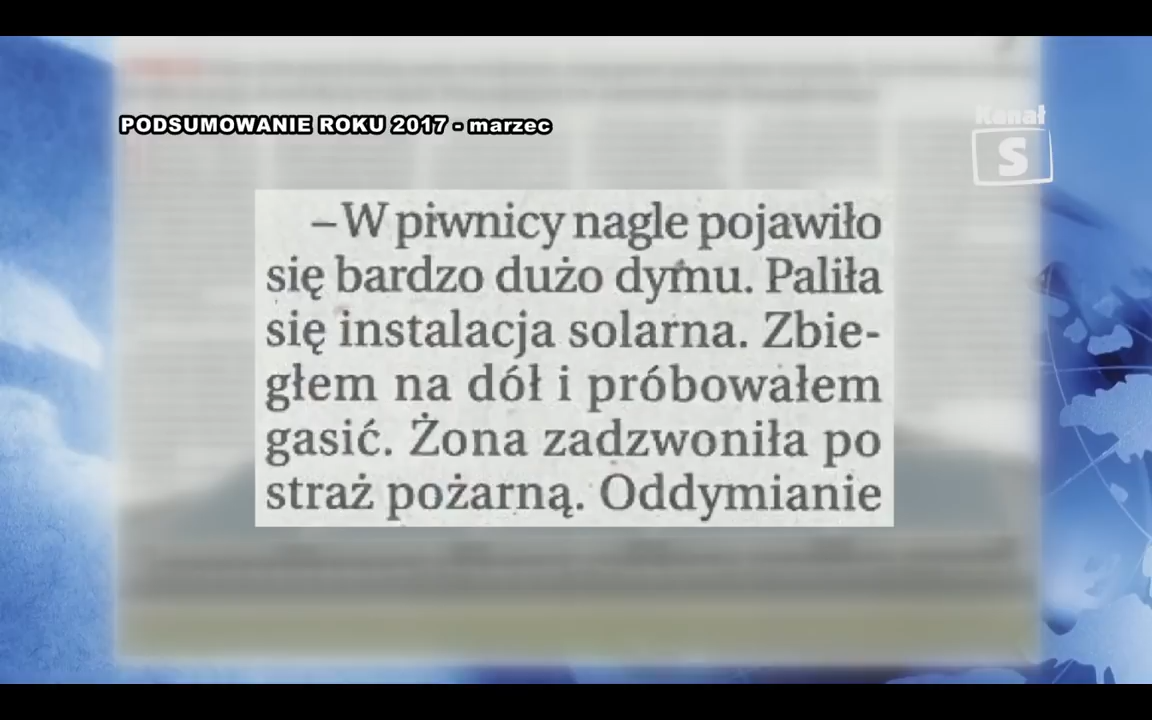 PODSUMOWANIE ROKU 2017 - marzec
Kanał
S
– W piwnicy nagle pojawiło
się bardzo dużo dymu. Paliła
się instalacja solarna. Zbie-
głem na dół i próbowałem
gasić. Żona zadzwoniła po
straż pożarną. Oddymianie